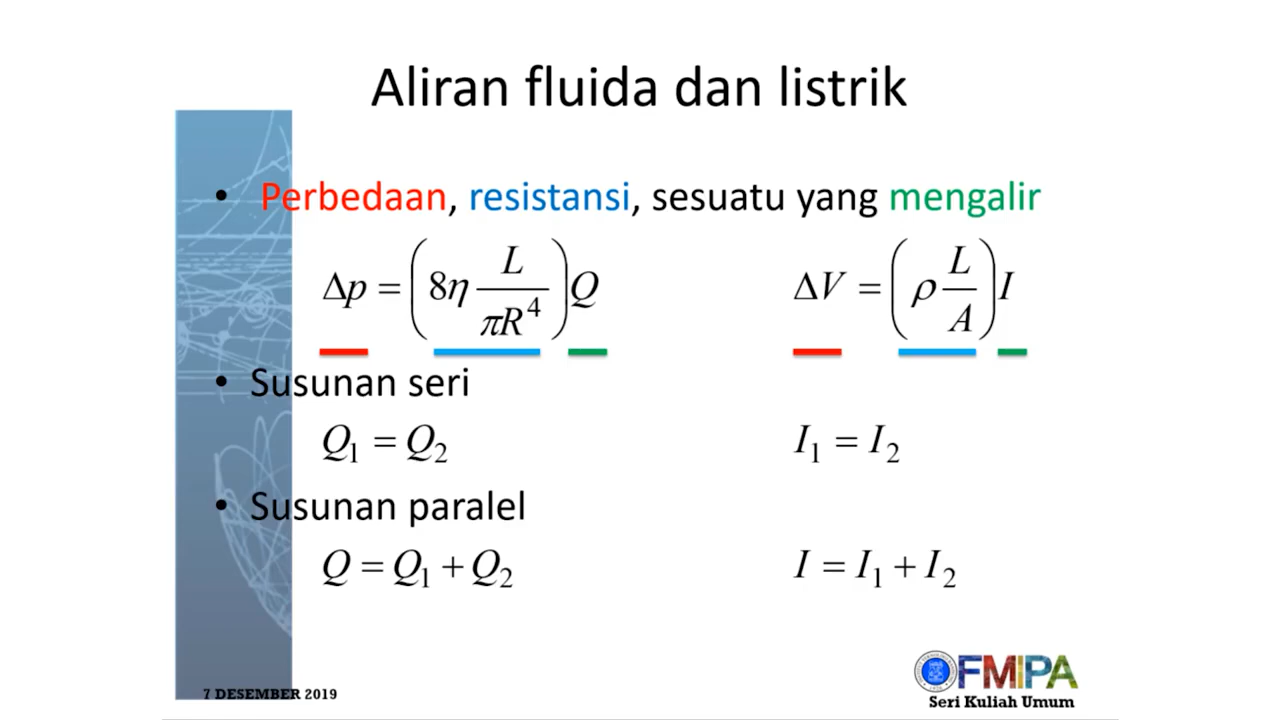 Aliran fluida dan listrik
• Perbedaan, resistansi, sesuatu yang mengalir
Δp = (8η L/πR⁴) Q
ΔV = (ρ L/A) I
• Susunan seri
Q₁ = Q₂
I₁ = I₂
• Susunan paralel
Q = Q₁ + Q₂
I = I₁ + I₂
7 DESEMBER 2019
FMIPA
Seri Kuliah Umum